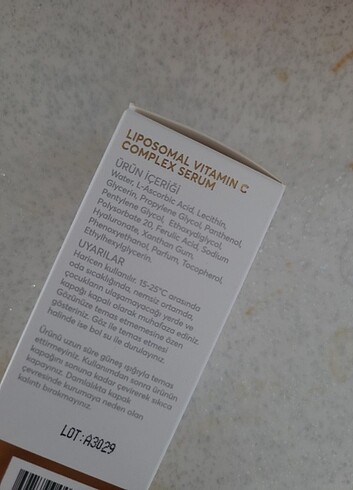 LIPOSOMAL VITAMIN C
COMPLEX SERUM
ÜRÜN İÇERİĞİ
Water, L-Ascorbic Acid, Lecithin,
Glycerin, Propylene Glycol, Panthenol,
Pentylene Glycol, Ethoxydiglycol,
Polysorbate 20, Ferulic Acid, Sodium
Hyaluronate, Xanthan Gum,
Phenoxyethanol, Parfum, Tocopherol,
Ethylhexylglycerin.
UYARILAR
Haricen kullanılır. 15-25°C arasında
oda sıcaklığında, nemsiz ortamda,
çocukların ulaşamayacağı yerde ve
kapağı kapalı olarak muhafaza ediniz.
Gözünüze temas etmemesine özen
gösteriniz. Göz ile temas etmesi
halinde ise bol su ile durulayınız.
Ürünü uzun süre güneş ışığıyla temas
ettirmeyiniz. Kullanımdan sonra ürünün
kapağını sonuna kadar çevirerek sıkıca
kapayınız. Damlalıkta kapak
çevresinde kurumaya neden olan
kalıntı bırakmayınız.
LOT:A3029